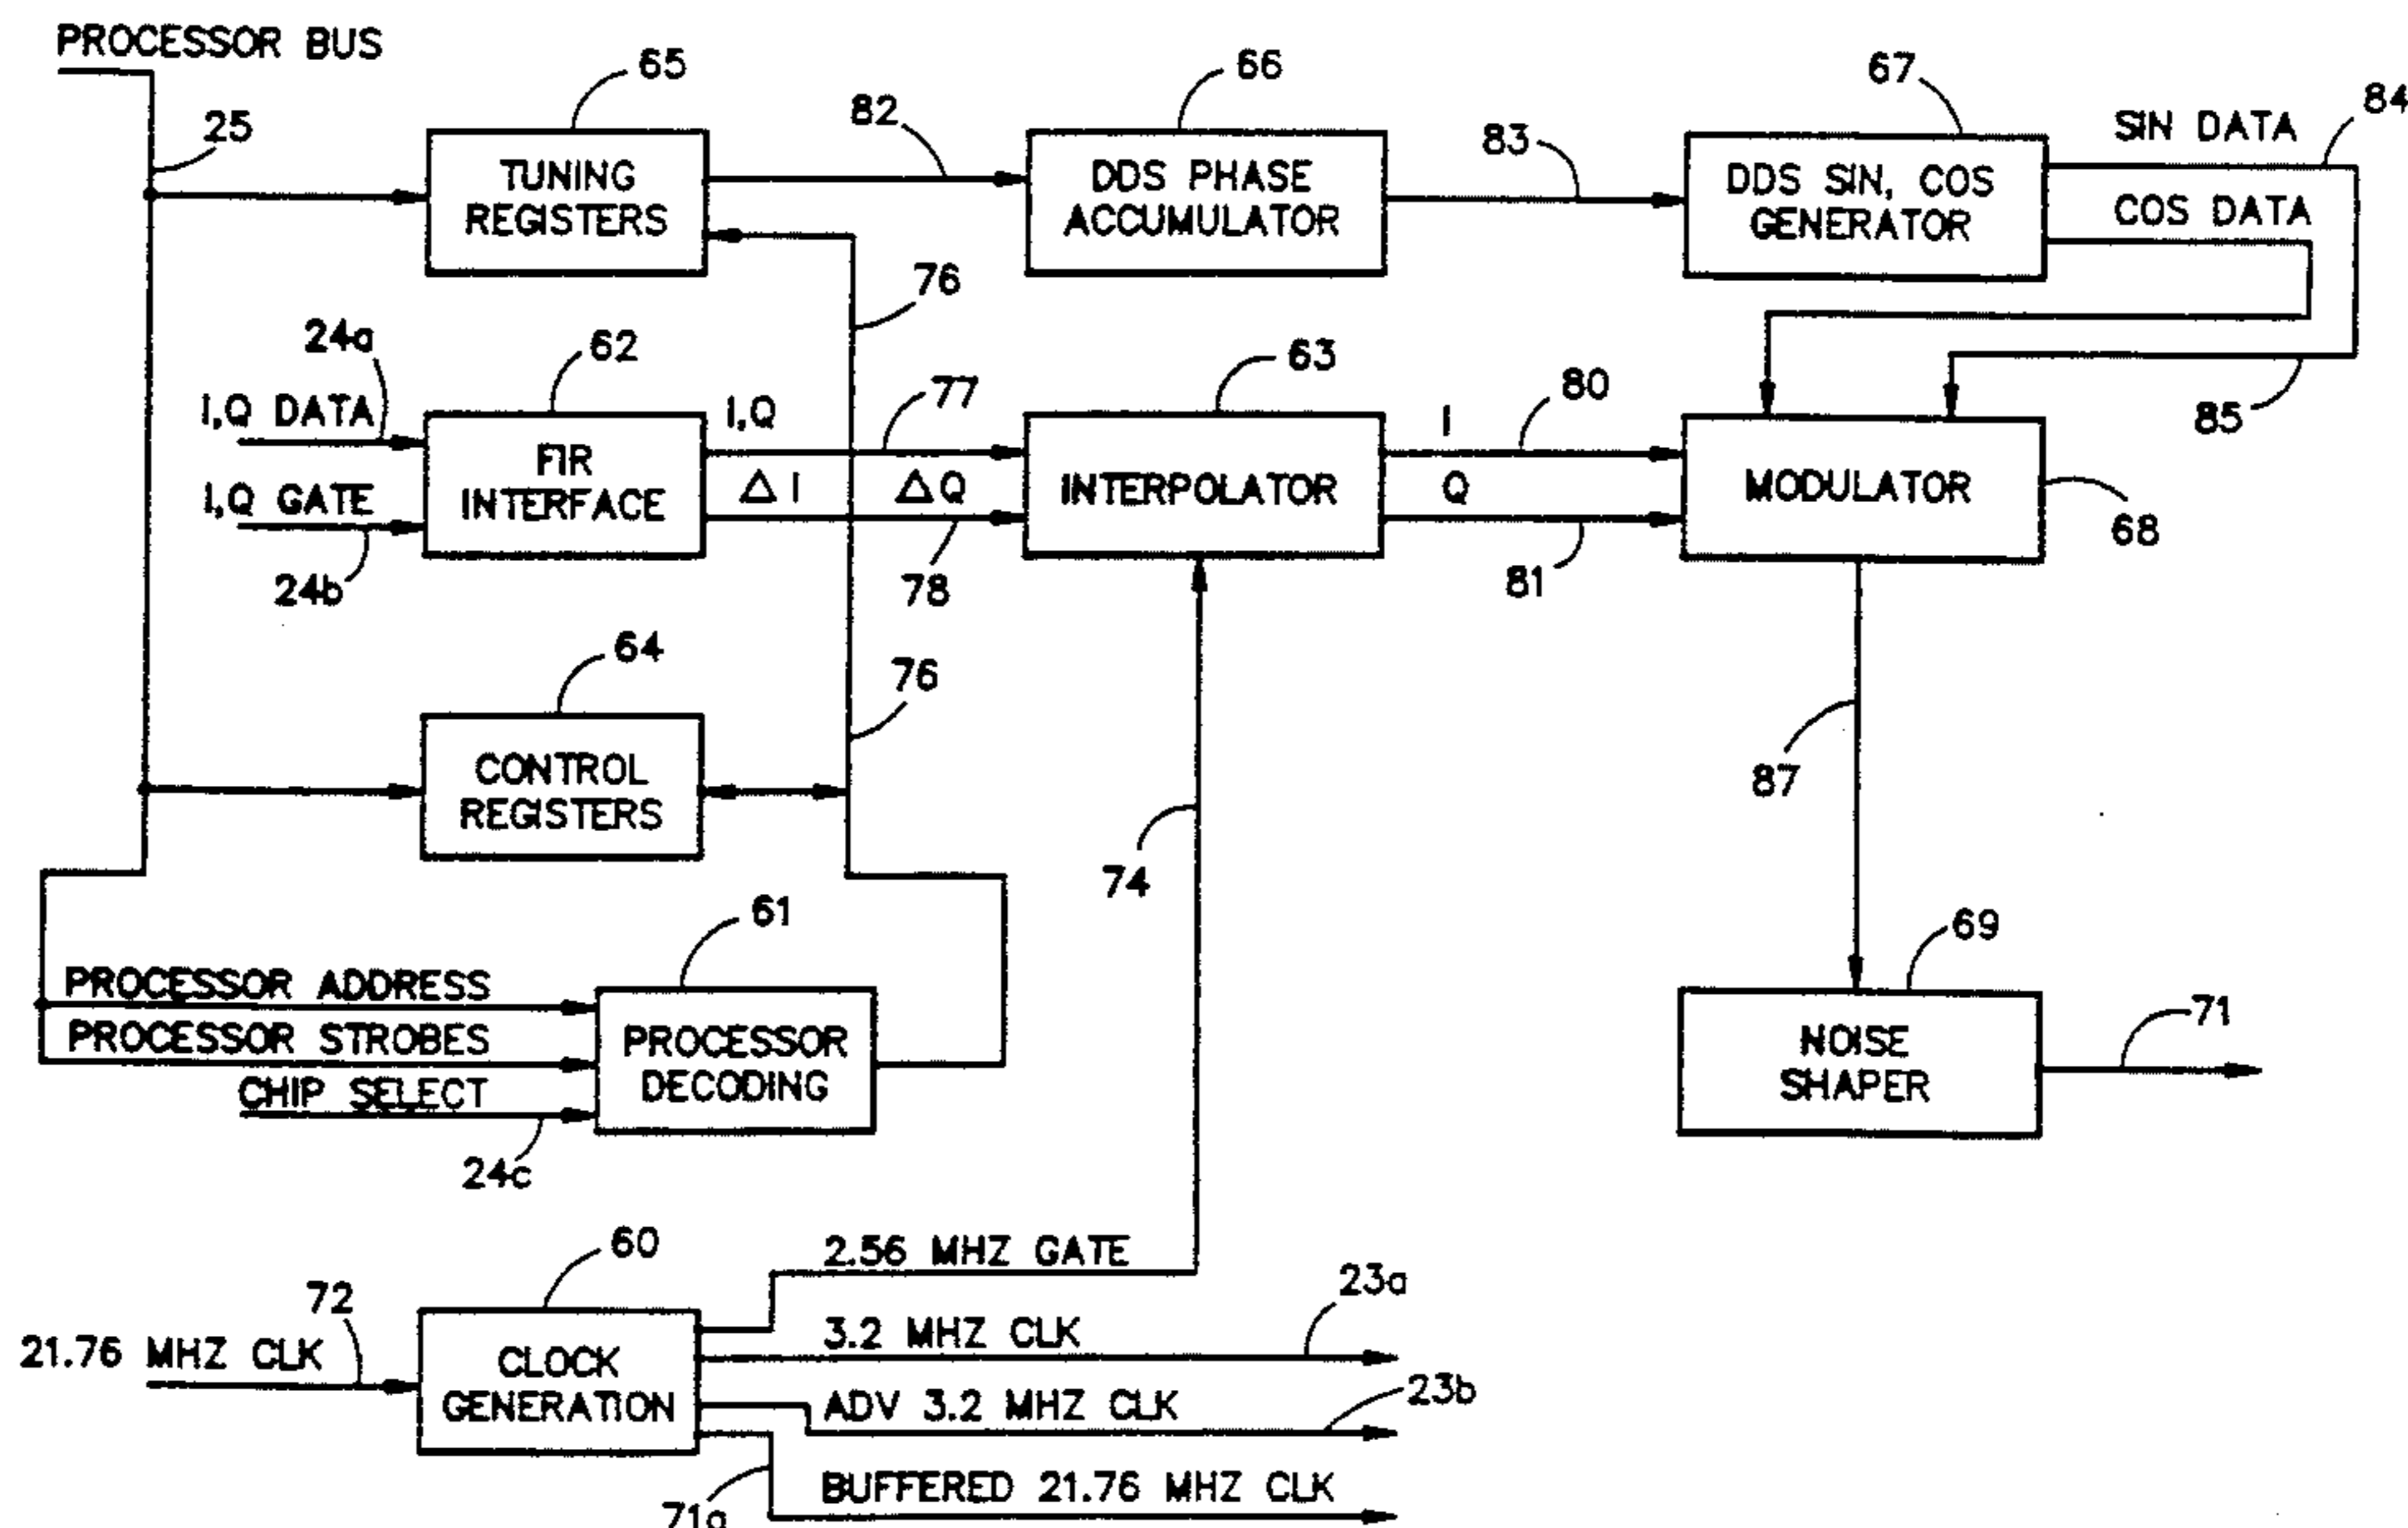 PROCESSOR BUS
25
65
TUNING
REGISTERS
82
66
DDS PHASE
ACCUMULATOR
83
67
DDS SIN, COS
GENERATOR
SIN DATA
84
COS DATA
76
24a
I,Q DATA
I,Q GATE
24b
62
FIR
INTERFACE
I,Q
77
Δ I
Δ Q
78
63
INTERPOLATOR
I
80
Q
81
85
MODULATOR
68
64
CONTROL
REGISTERS
76
74
87
PROCESSOR ADDRESS
PROCESSOR STROBES
CHIP SELECT
24c
61
PROCESSOR
DECODING
69
NOISE
SHAPER
71
72
21.76 MHZ CLK
60
CLOCK
GENERATION
2.56 MHZ GATE
3.2 MHZ CLK
23a
ADV 3.2 MHZ CLK
23b
71a
BUFFERED 21.76 MHZ CLK